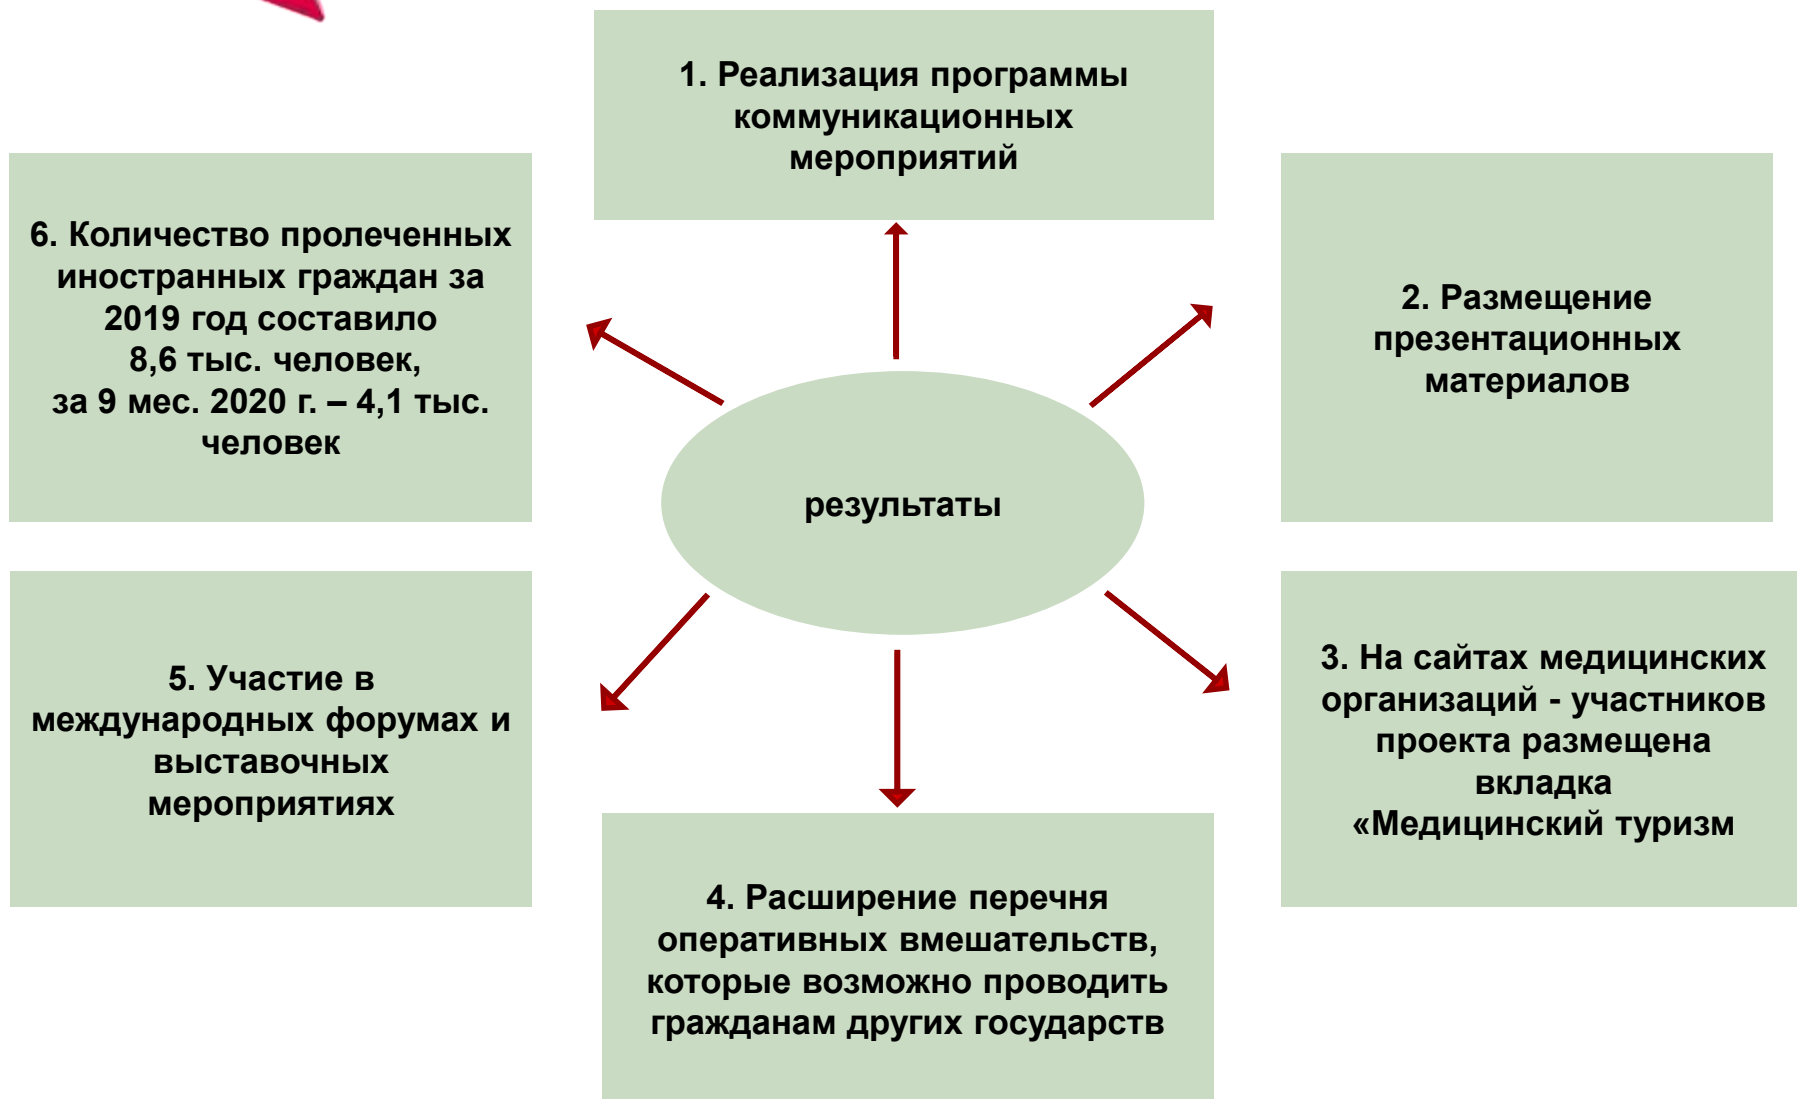 1. Реализация программы
коммуникационных
мероприятий
2. Размещение
презентационных
материалов
3. На сайтах медицинских
организаций - участников
проекта размещена
вкладка
«Медицинский туризм
4. Расширение перечня
оперативных вмешательств,
которые возможно проводить
гражданам других государств
5. Участие в
международных форумах и
выставочных
мероприятиях
6. Количество пролеченных
иностранных граждан за
2019 год составило
8,6 тыс. человек,
за 9 мес. 2020 г. – 4,1 тыс.
человек
результаты